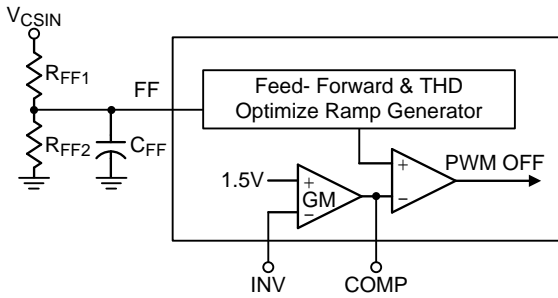 VCSIN
RFF1
FF
Feed- Forward & THD
Optimize Ramp Generator
RFF2
CFF
+
−
PWM OFF
1.5V
+
−
GM
INV
COMP